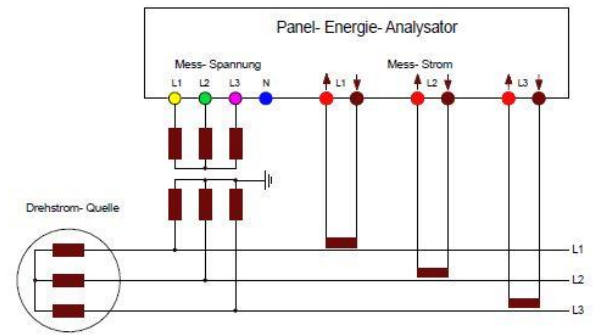 Panel- Energie- Analysator
Mess- Spannung
Mess- Strom
L1
L2
L3
N
L1
L2
L3
Drehstrom- Quelle
L1
L2
L3